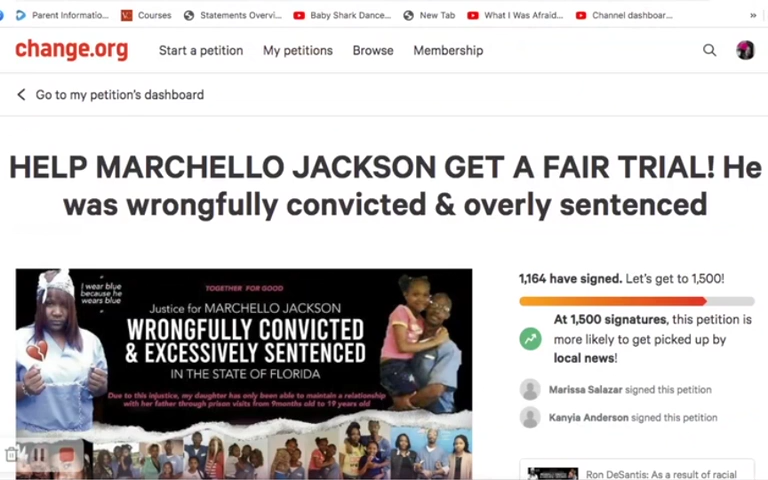 Parent Informatio... Courses Statements Overvi... Baby Shark Dance... New Tab What I Was Afraid... Channel dashboar... »
change.org Start a petition My petitions Browse Membership
Go to my petition's dashboard
HELP MARCHELLO JACKSON GET A FAIR TRIAL! He
was wrongfully convicted & overly sentenced
I wear blue
because he
wears blue
TOGETHER FOR GOOD
Justice for MARCHELLO JACKSON
WRONGFULLY CONVICTED
& EXCESSIVELY SENTENCED
IN THE STATE OF FLORIDA
Due to this injustice, my daughter has only been able to maintain a relationship
with her father through prison visits from 9months old to 19 years old
1,164 have signed. Let's get to 1,500!
At 1,500 signatures, this petition is
more likely to get picked up by
local news!
Marissa Salazar signed this petition
Kanyia Anderson signed this petition
Ron DeSantis: As a result of racial